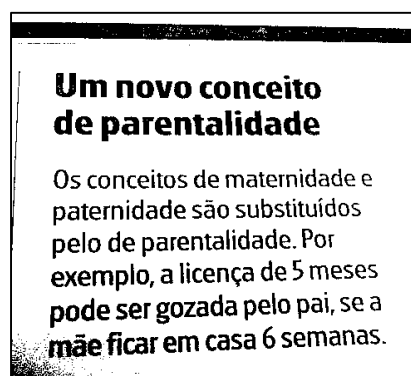 Um novo conceito
de parentalidade
Os conceitos de maternidade e
paternidade são substituídos
pelo de parentalidade. Por
exemplo, a licença de 5 meses
pode ser gozada pelo pai, se a
mãe ficar em casa 6 semanas.